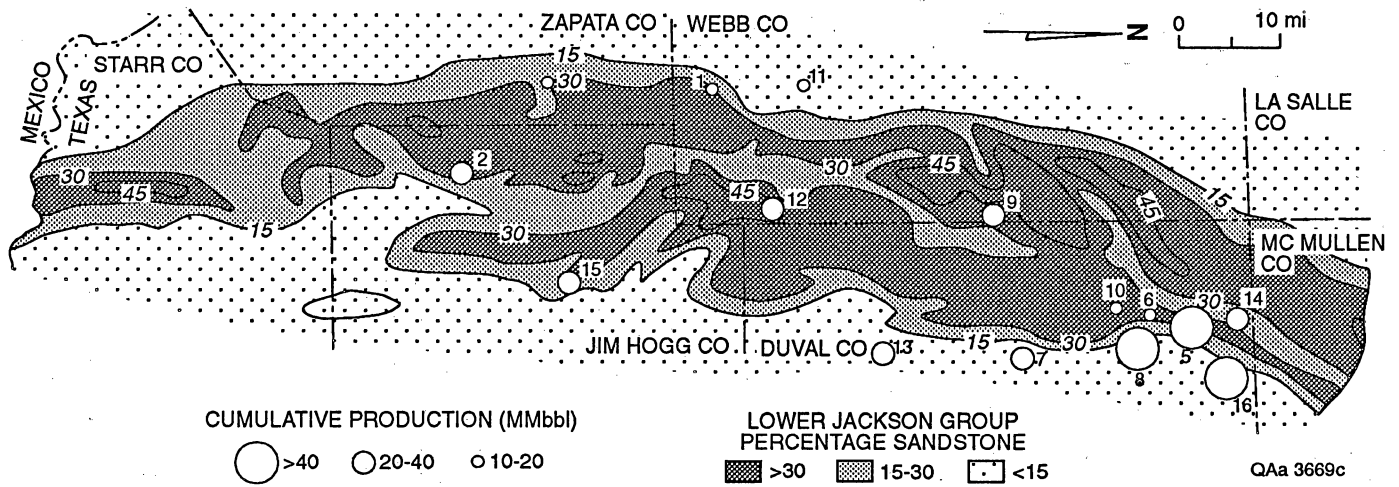 ZAPATA CO
WEBB CO
N
0 10 mi
MEXICO
TEXAS
STARR CO
LA SALLE CO
MC MULLEN CO
JIM HOGG CO
DUVAL CO
15
30
1
11
2
30
45
15
30
45
12
30
45
9
45
15
15
10
6
30
14
13
15
7
30
8
5
16
CUMULATIVE PRODUCTION (MMbbl)
>40 20-40 10-20
LOWER JACKSON GROUP
PERCENTAGE SANDSTONE
>30 15-30 <15
QAa 3669c